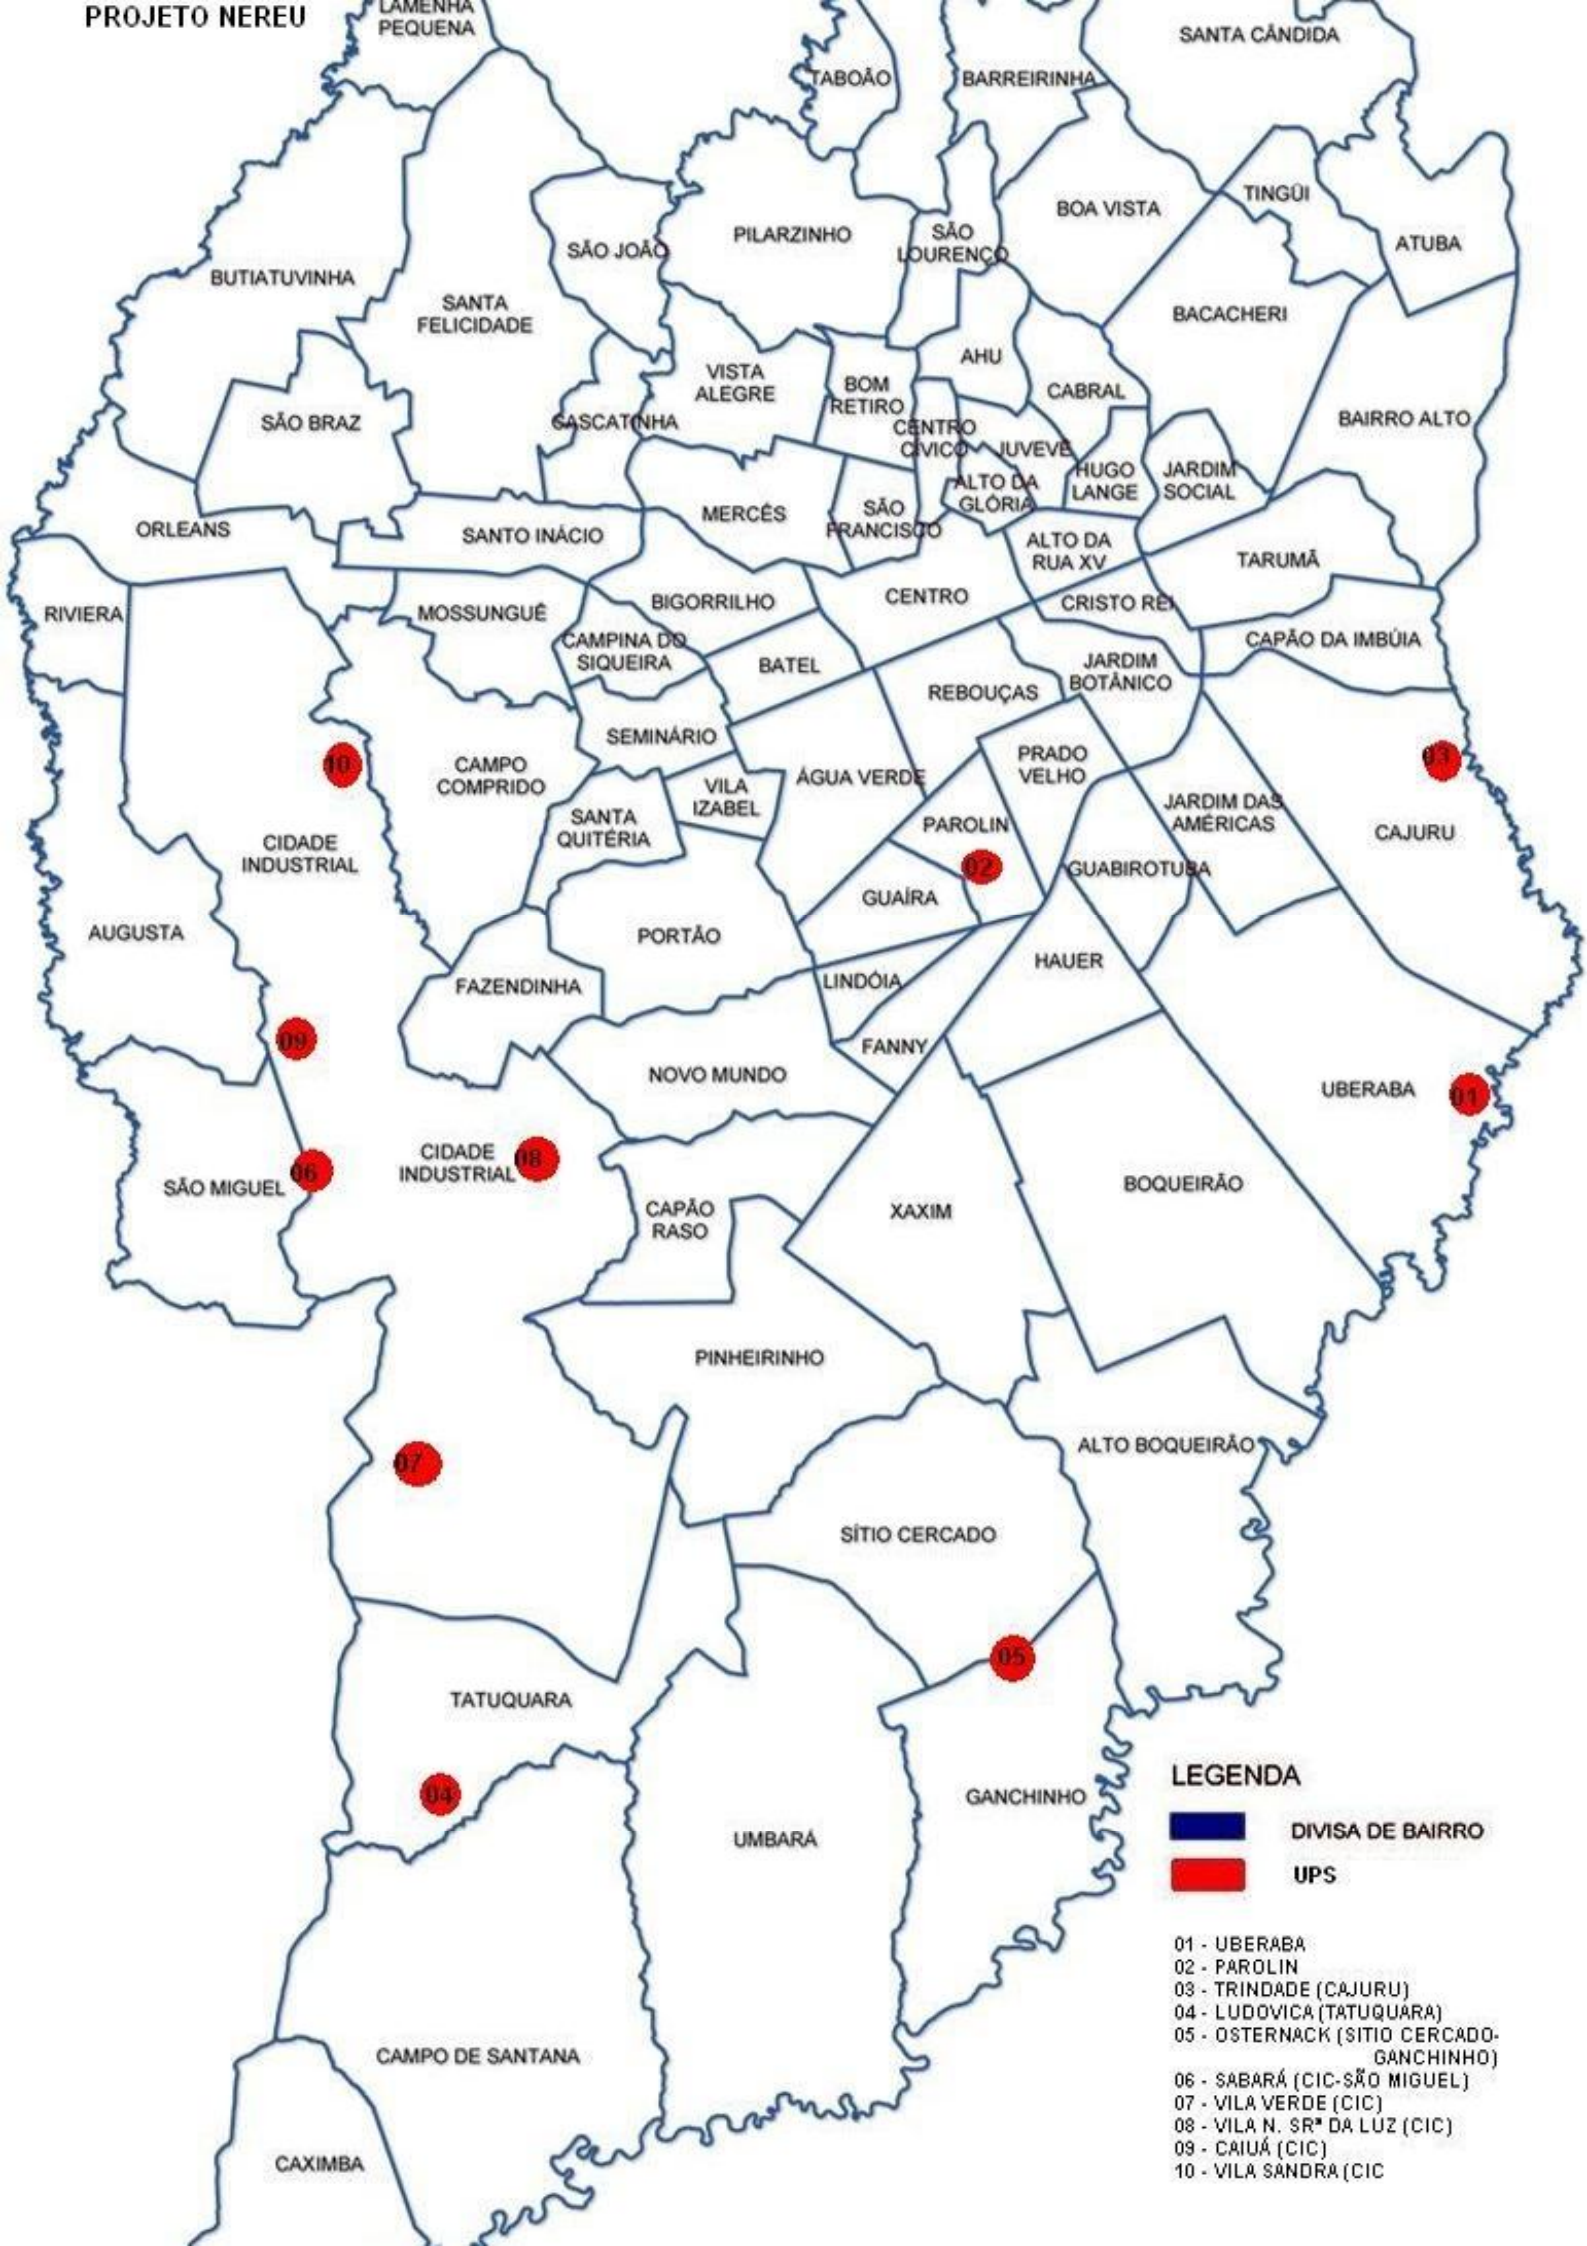 PROJETO NEREU
LAMENHA
PEQUENA
SANTA CÂNDIDA
TABOÃO
BARREIRINHA
TINGÜI
BOA VISTA
PILARZINHO
SÃO
LOURENÇO
ATUBA
SÃO JOÃO
BUTIATUVINHA
SANTA
FELICIDADE
BACACHERI
AHU
VISTA
ALEGRE
BOM
RETIRO
CABRAL
SÃO BRAZ
CASCATINHA
CENTRO
CIVICO
JUVEVÊ
BAIRRO ALTO
HUGO
LANGE
JARDIM
SOCIAL
ALTO DA
GLÓRIA
ORLEANS
SANTO INÁCIO
MERCÊS
SÃO
FRANCISCO
ALTO DA
RUA XV
TARUMÃ
RIVIERA
MOSSUNGUÊ
BIGORRILHO
CENTRO
CRISTO REI
CAMPINA DO
SIQUEIRA
BATEL
CAPÃO DA IMBÚIA
JARDIM
BOTÂNICO
REBOUÇAS
SEMINÁRIO
10
CAMPO
COMPRIDO
VILA
IZABEL
ÁGUA VERDE
PRADO
VELHO
03
SANTA
QUITÉRIA
PAROLIN
JARDIM DAS
AMÉRICAS
CAJURU
CIDADE
INDUSTRIAL
02
GUABIROTUBA
GUAÍRA
AUGUSTA
PORTÃO
HAUER
FAZENDINHA
LINDÓIA
09
FANNY
NOVO MUNDO
UBERABA
01
CIDADE
INDUSTRIAL
08
SÃO MIGUEL
06
CAPÃO
RASO
XAXIM
BOQUEIRÃO
PINHEIRINHO
07
ALTO BOQUEIRÃO
SÍTIO CERCADO
05
TATUQUARA
04
UMBARÁ
GANCHINHO
CAMPO DE SANTANA
CAXIMBA
LEGENDA
DIVISA DE BAIRRO
UPS
01 - UBERABA
02 - PAROLIN
03 - TRINDADE (CAJURU)
04 - LUDOVICA (TATUQUARA)
05 - OSTERNACK (SITIO CERCADO-
GANCHINHO)
06 - SABARÁ (CIC-SÃO MIGUEL)
07 - VILA VERDE (CIC)
08 - VILA N. SRª DA LUZ (CIC)
09 - CAIUÁ (CIC)
10 - VILA SANDRA (CIC